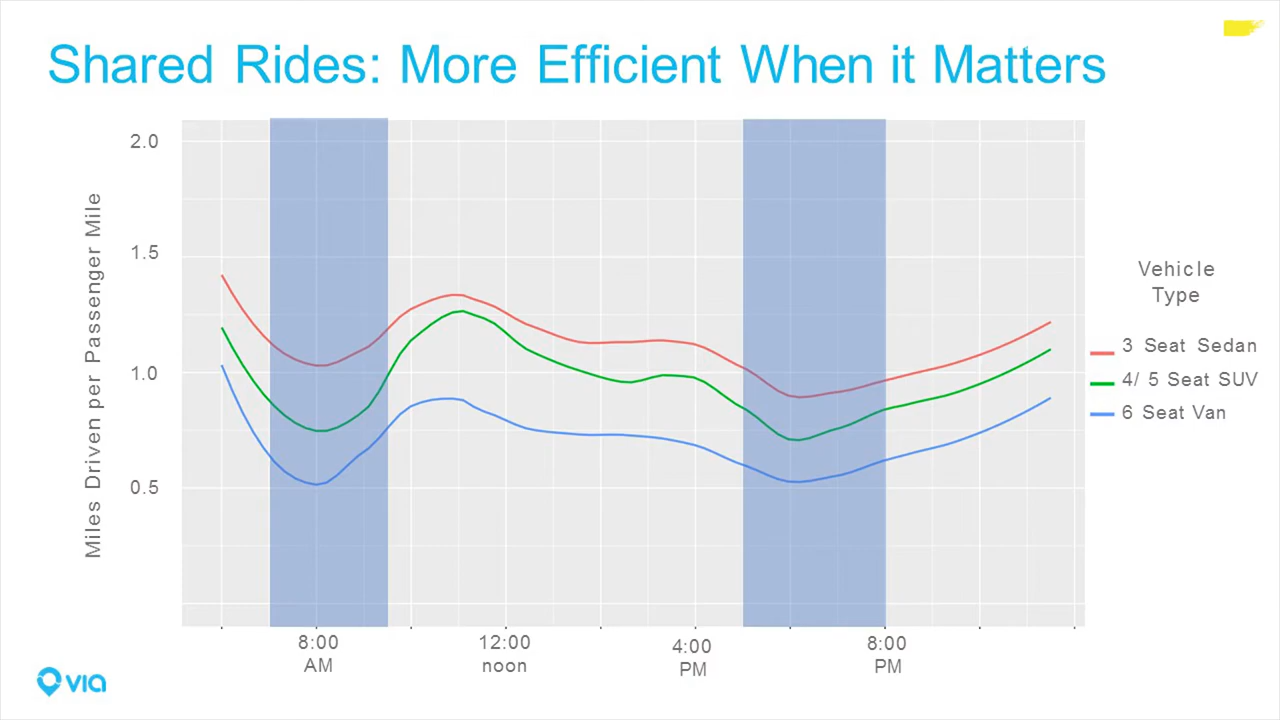 Shared Rides: More Efficient When it Matters
Miles Driven per Passenger Mile
2.0
1.5
1.0
0.5
8:00
AM
12:00
noon
4:00
PM
8:00
PM
Vehicle
Type
3 Seat Sedan
4/ 5 Seat SUV
6 Seat Van
via